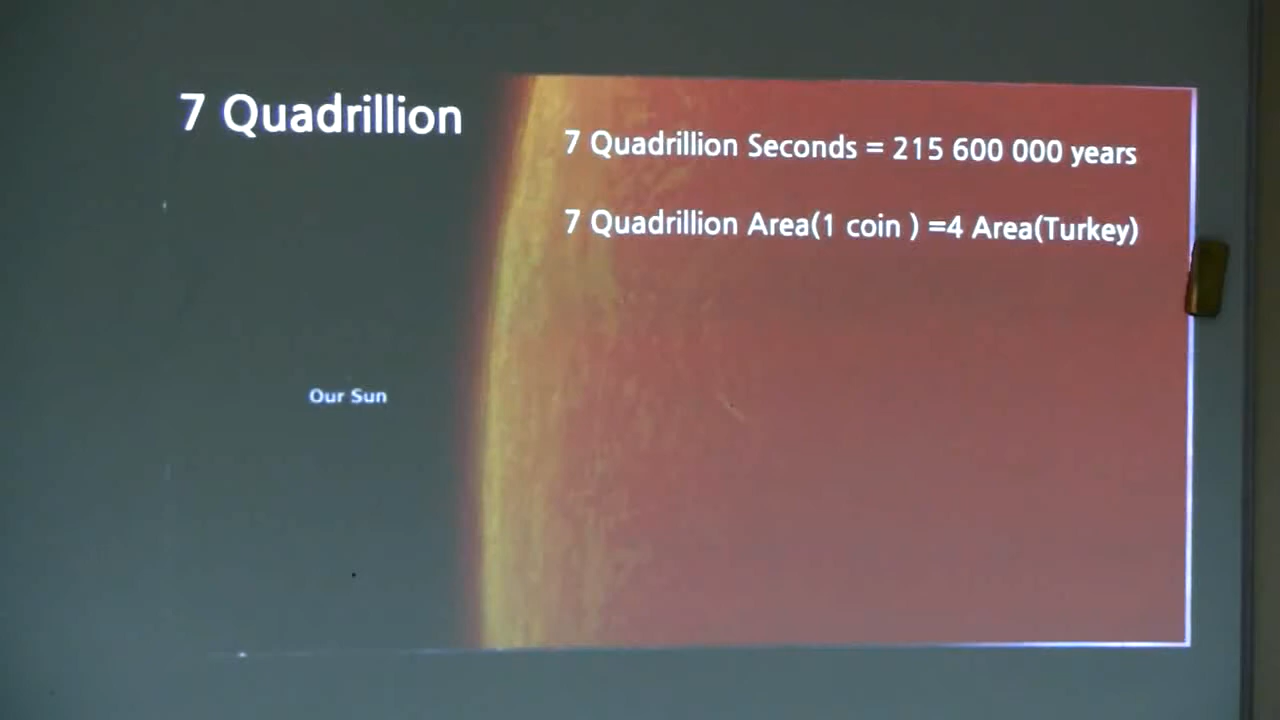 7 Quadrillion
7 Quadrillion Seconds = 215 600 000 years
7 Quadrillion Area(1 coin ) =4 Area(Turkey)
Our Sun